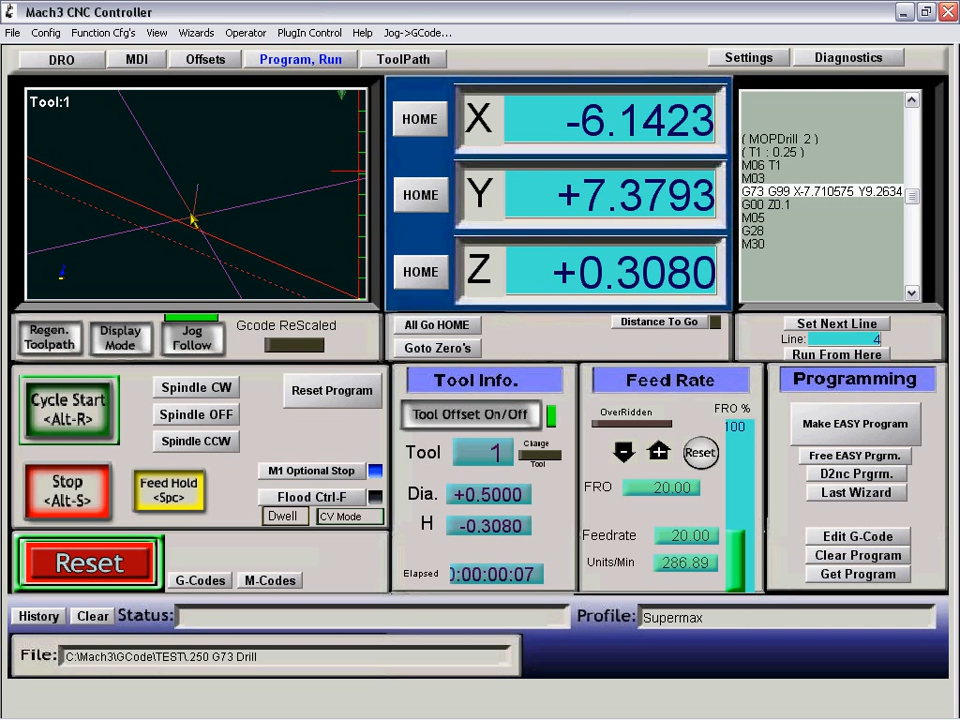 Mach3 CNC Controller
File Config Function Cfg's View Wizards Operator PlugIn Control Help Jog->GCode...
DRO MDI Offsets Program, Run ToolPath Settings Diagnostics
Tool:1
HOME X -6.1423
HOME Y +7.3793
HOME Z +0.3080
( MOPDrill 2 )
( T1 : 0.25 )
M06 T1
M03
G73 G99 X-7.710575 Y9.2634
G00 Z0.1
M05
G28
M30
Regen. Toolpath
Display Mode
Jog Follow
Gcode ReScaled
All Go HOME
Goto Zero's
Distance To Go
Set Next Line
Line: 4
Run From Here
Cycle Start
<Alt-R>
Spindle CW
Spindle OFF
Spindle CCW
Reset Program
Stop
<Alt-S>
Feed Hold
<Spc>
M1 Optional Stop
Flood Ctrl-F
Dwell CV Mode
Reset
G-Codes M-Codes
Tool Info.
Tool Offset On/Off
Tool 1 Change Tool
Dia. +0.5000
H -0.3080
Elapsed 0:00:00:07
Feed Rate
OverRidden
FRO %
100
Reset
FRO 20.00
Feedrate 20.00
Units/Min 286.89
Programming
Make EASY Program
Free EASY Prgrm.
D2nc Prgrm.
Last Wizard
Edit G-Code
Clear Program
Get Program
History Clear Status: Profile: Supermax
File: C:\Mach3\GCode\TEST\.250 G73 Drill